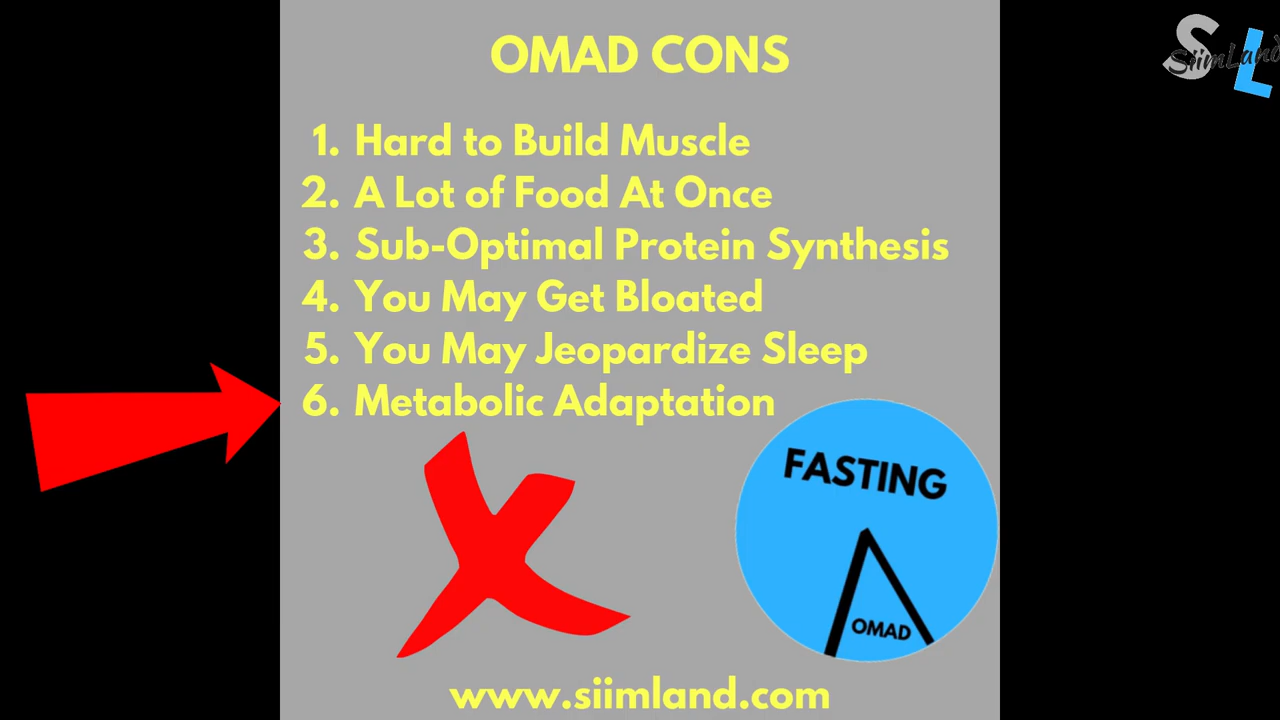 OMAD CONS
SiimLand
1. Hard to Build Muscle
2. A Lot of Food At Once
3. Sub-Optimal Protein Synthesis
4. You May Get Bloated
5. You May Jeopardize Sleep
6. Metabolic Adaptation
FASTING
OMAD
www.siimland.com